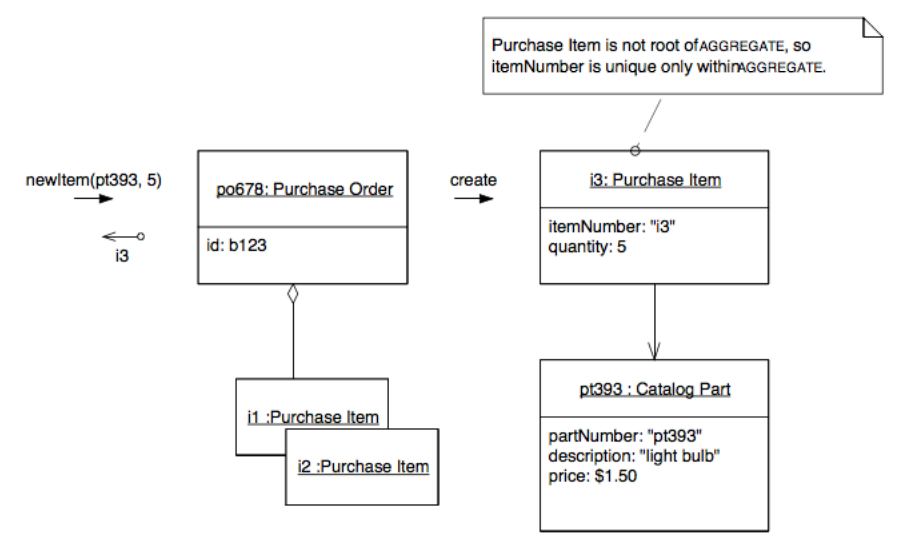 Purchase Item is not root of AGGREGATE, so
itemNumber is unique only within AGGREGATE.
newItem(pt393, 5)
i3
po678: Purchase Order
id: b123
create
i3: Purchase Item
itemNumber: "i3"
quantity: 5
i1 :Purchase Item
i2 :Purchase Item
pt393 : Catalog Part
partNumber: "pt393"
description: "light bulb"
price: $1.50